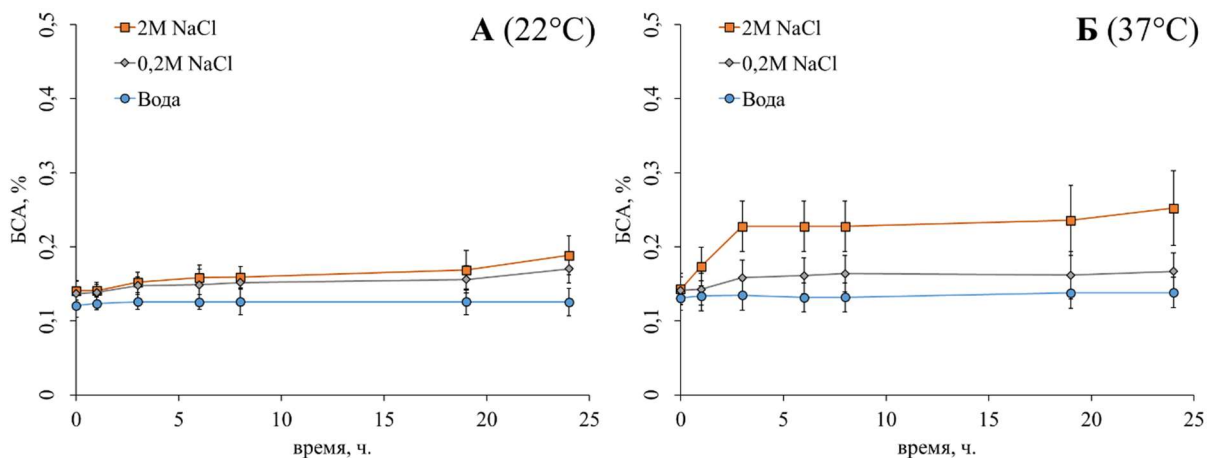 А (22°C)
2M NaCl
0,2M NaCl
Вода
БСА, %
0,5
0,4
0,3
0,2
0,1
0
0 5 10 15 20 25
время, ч.
Б (37°C)
2M NaCl
0,2M NaCl
Вода
БСА, %
0,5
0,4
0,3
0,2
0,1
0
0 5 10 15 20 25
время, ч.